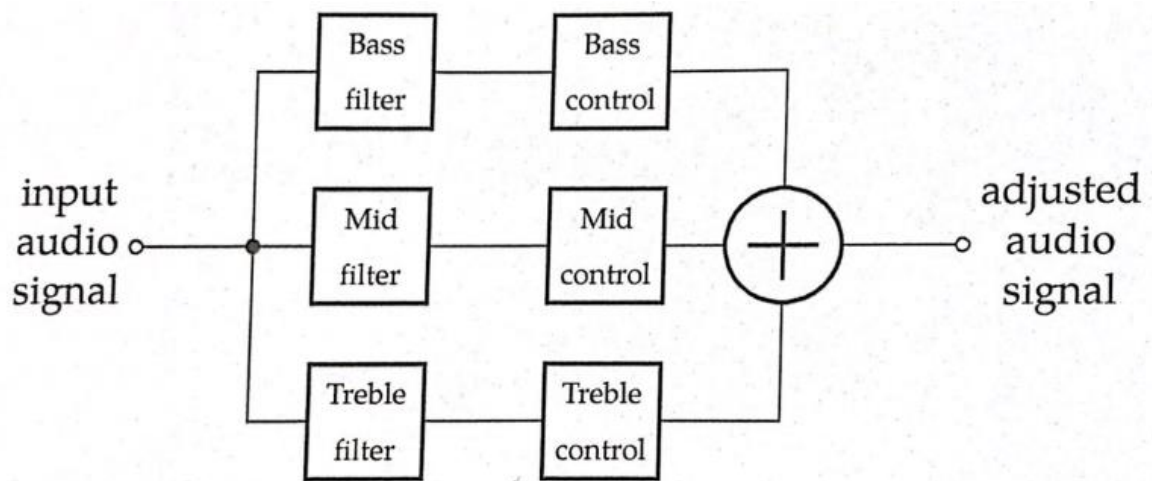 Bass
filter
Bass
control
input
audio
signal
Mid
filter
Mid
control
+
adjusted
audio
signal
Treble
filter
Treble
control